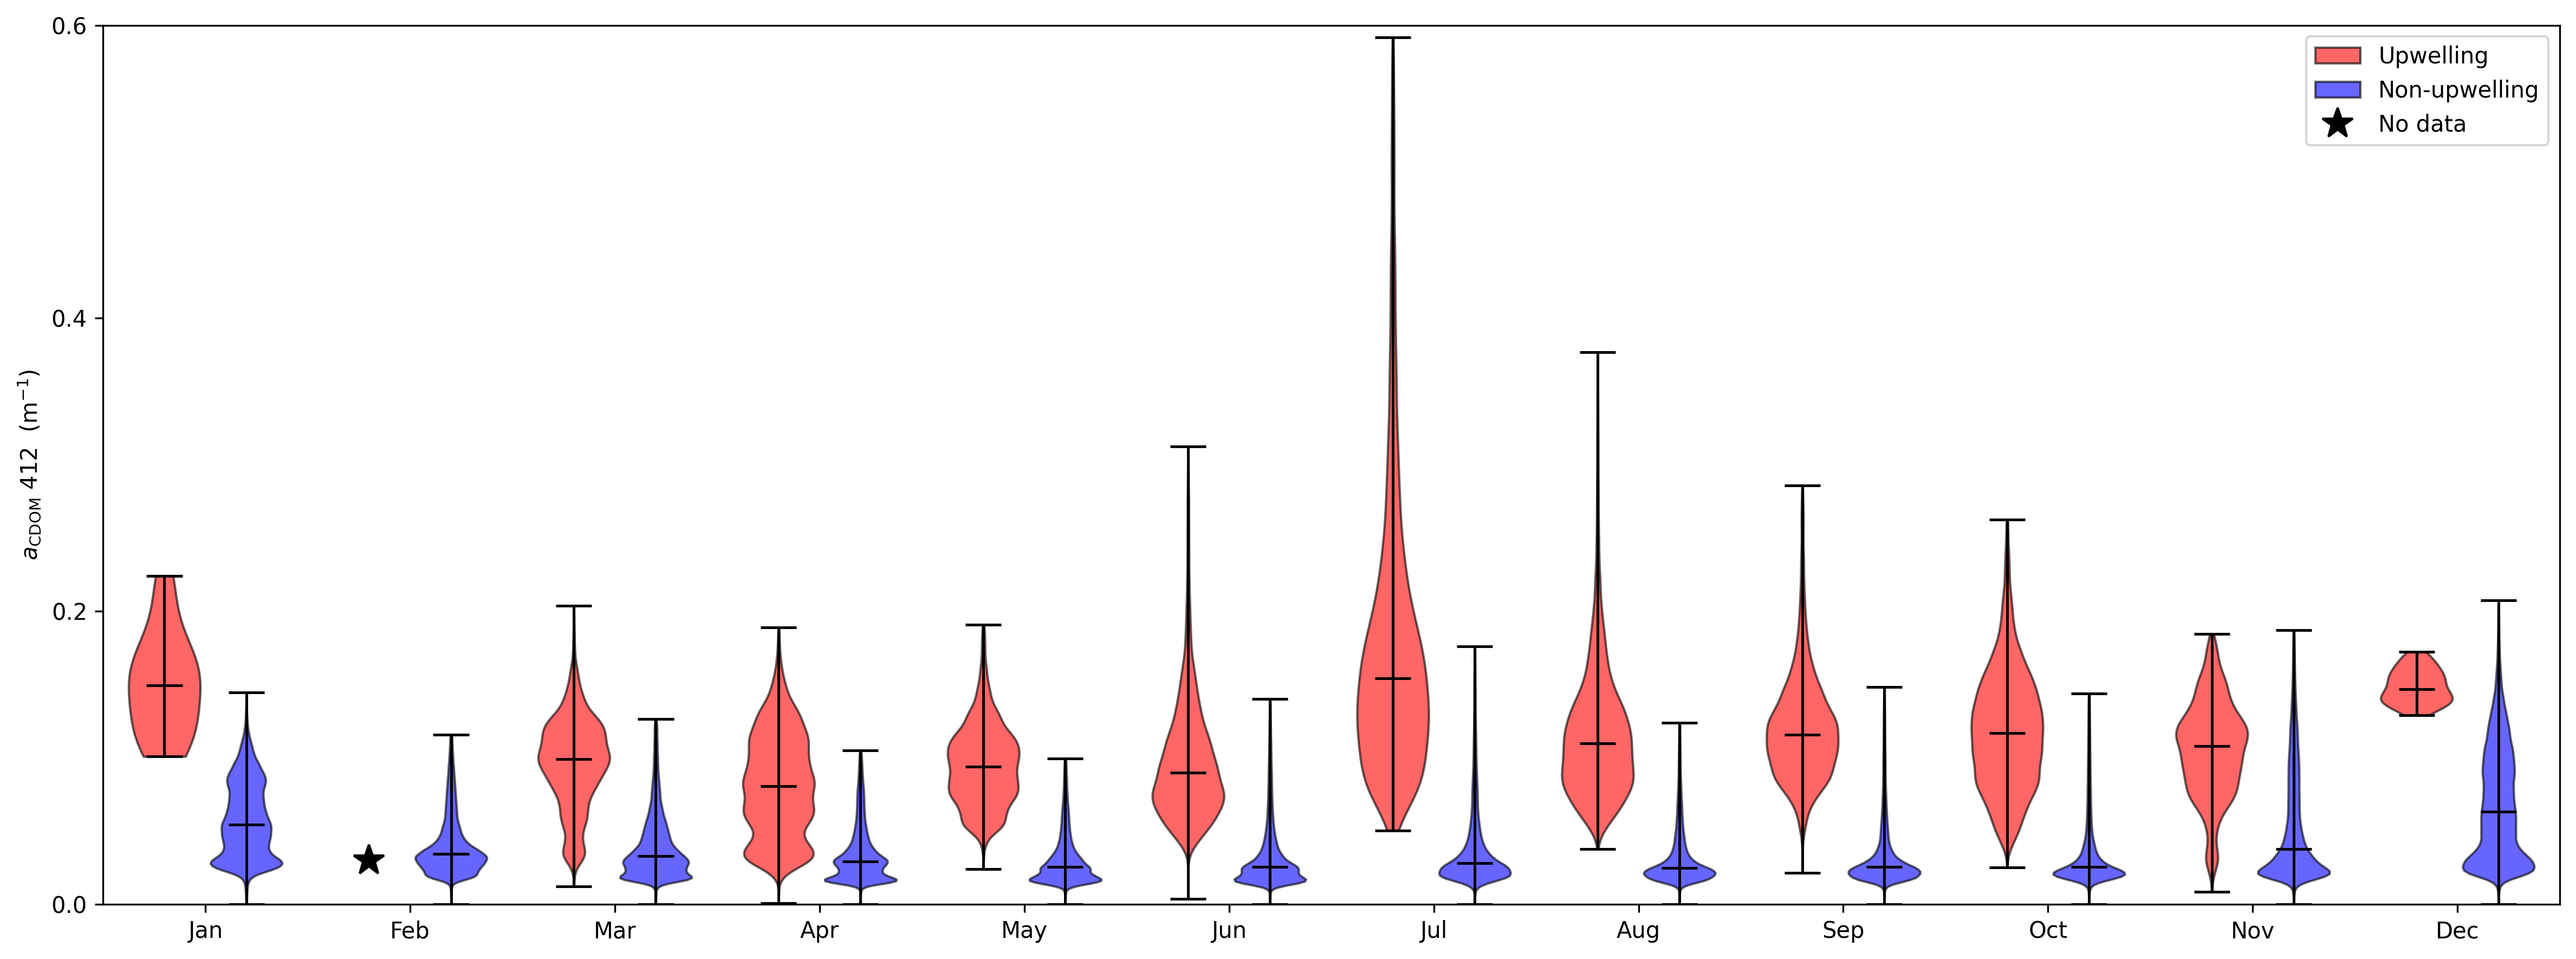 0.6
0.4
0.2
0.0
aCDOM 412 (m⁻¹)
Upwelling
Non-upwelling
No data
Jan Feb Mar Apr May Jun Jul Aug Sep Oct Nov Dec